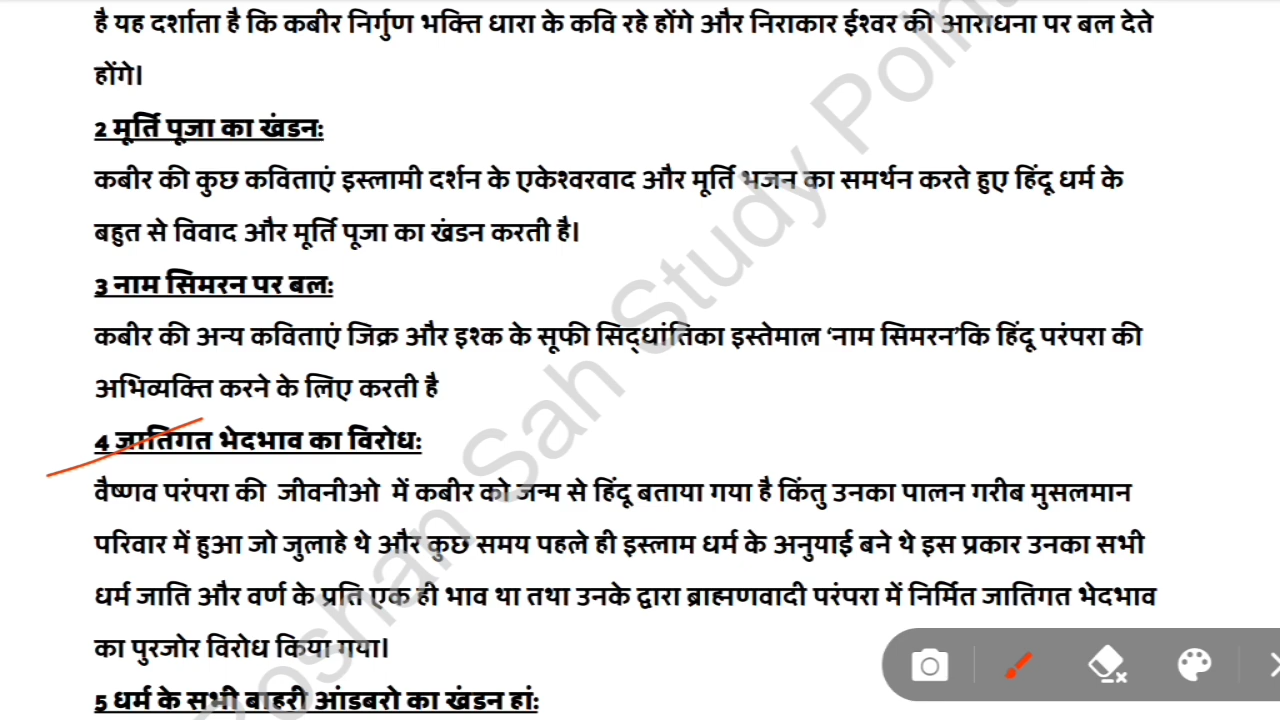 है यह दर्शाता है कि कबीर निर्गुण भक्ति धारा के कवि रहे होंगे और निराकार ईश्वर की आराधना पर बल देते
होंगे।
2 मूर्ति पूजा का खंडन:
कबीर की कुछ कविताएं इस्लामी दर्शन के एकेश्वरवाद और मूर्ति भजन का समर्थन करते हुए हिंदू धर्म के
बहुत से विवाद और मूर्ति पूजा का खंडन करती है।
3 नाम सिमरन पर बल:
कबीर की अन्य कविताएं जिक्र और इश्क के सूफी सिद्धांतिका इस्तेमाल ‘नाम सिमरन’कि हिंदू परंपरा की
अभिव्यक्ति करने के लिए करती है
4 जातिगत भेदभाव का विरोध:
वैष्णव परंपरा की जीवनीओ में कबीर को जन्म से हिंदू बताया गया है किंतु उनका पालन गरीब मुसलमान
परिवार में हुआ जो जुलाहे थे और कुछ समय पहले ही इस्लाम धर्म के अनुयाई बने थे इस प्रकार उनका सभी
धर्म जाति और वर्ण के प्रति एक ही भाव था तथा उनके द्वारा ब्राह्मणवादी परंपरा में निर्मित जातिगत भेदभाव
का पुरजोर विरोध किया गया।
5 धर्म के सभी बाहरी आंडबरो का खंडन हां:
Roshan Sah Study Point